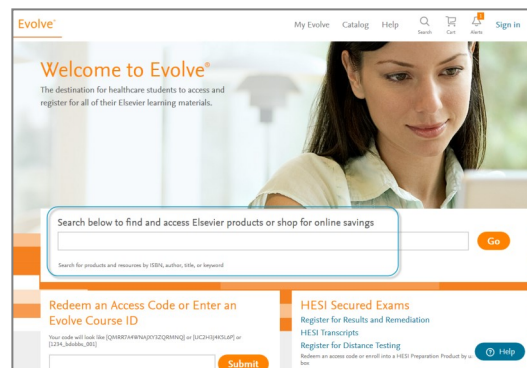 Evolve®
My Evolve Catalog Help Search Cart Alerts Sign in
Welcome to Evolve®
The destination for healthcare students to access and
register for all of their Elsevier learning materials.
Search below to find and access Elsevier products or shop for online savings
Go
Search for products and resources by ISBN, author, title, or keyword
Redeem an Access Code or Enter an
Evolve Course ID
Your code will look like
Submit
HESI Secured Exams
Register for Results and Remediation
HESI Transcripts
Register for Distance Testing
Redeem an access code or enroll into a HESI Preparation Product by u
box
Help